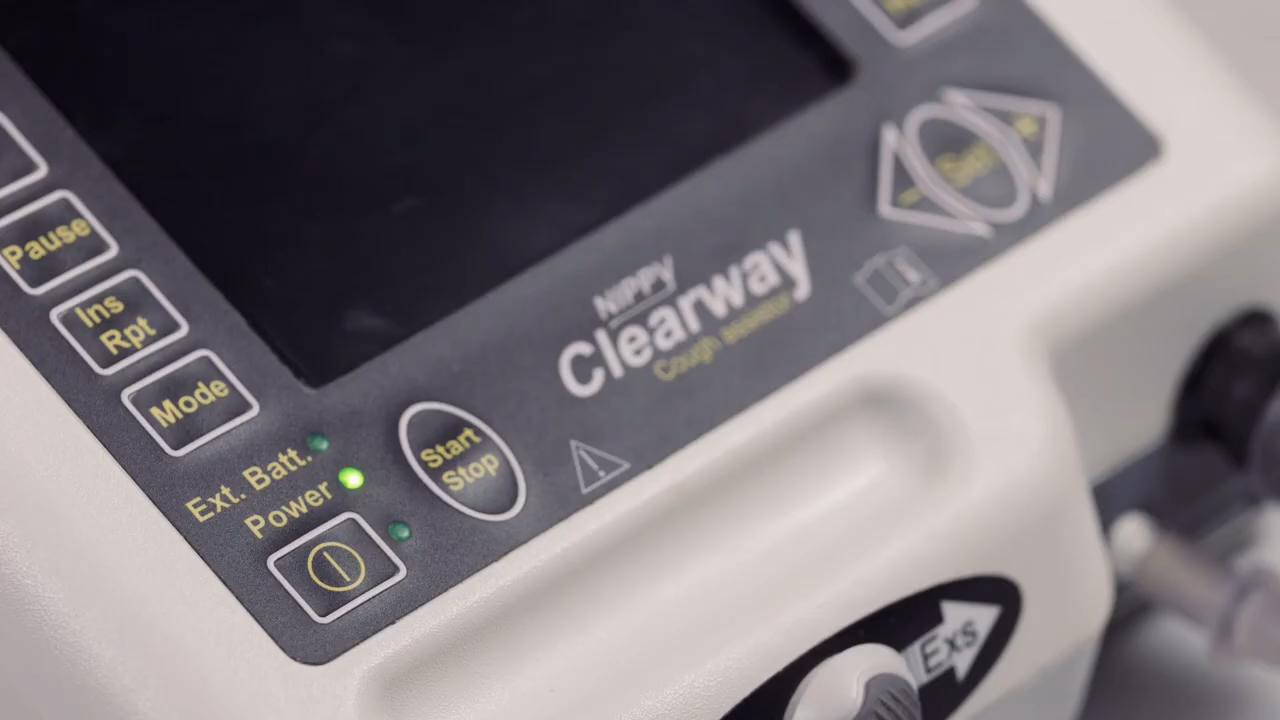 Pause
Ins
Rpt
Mode
Ext. Batt.
Power
Start
Stop
NIPPY
Clearway
Cough assistor
Set
Exs